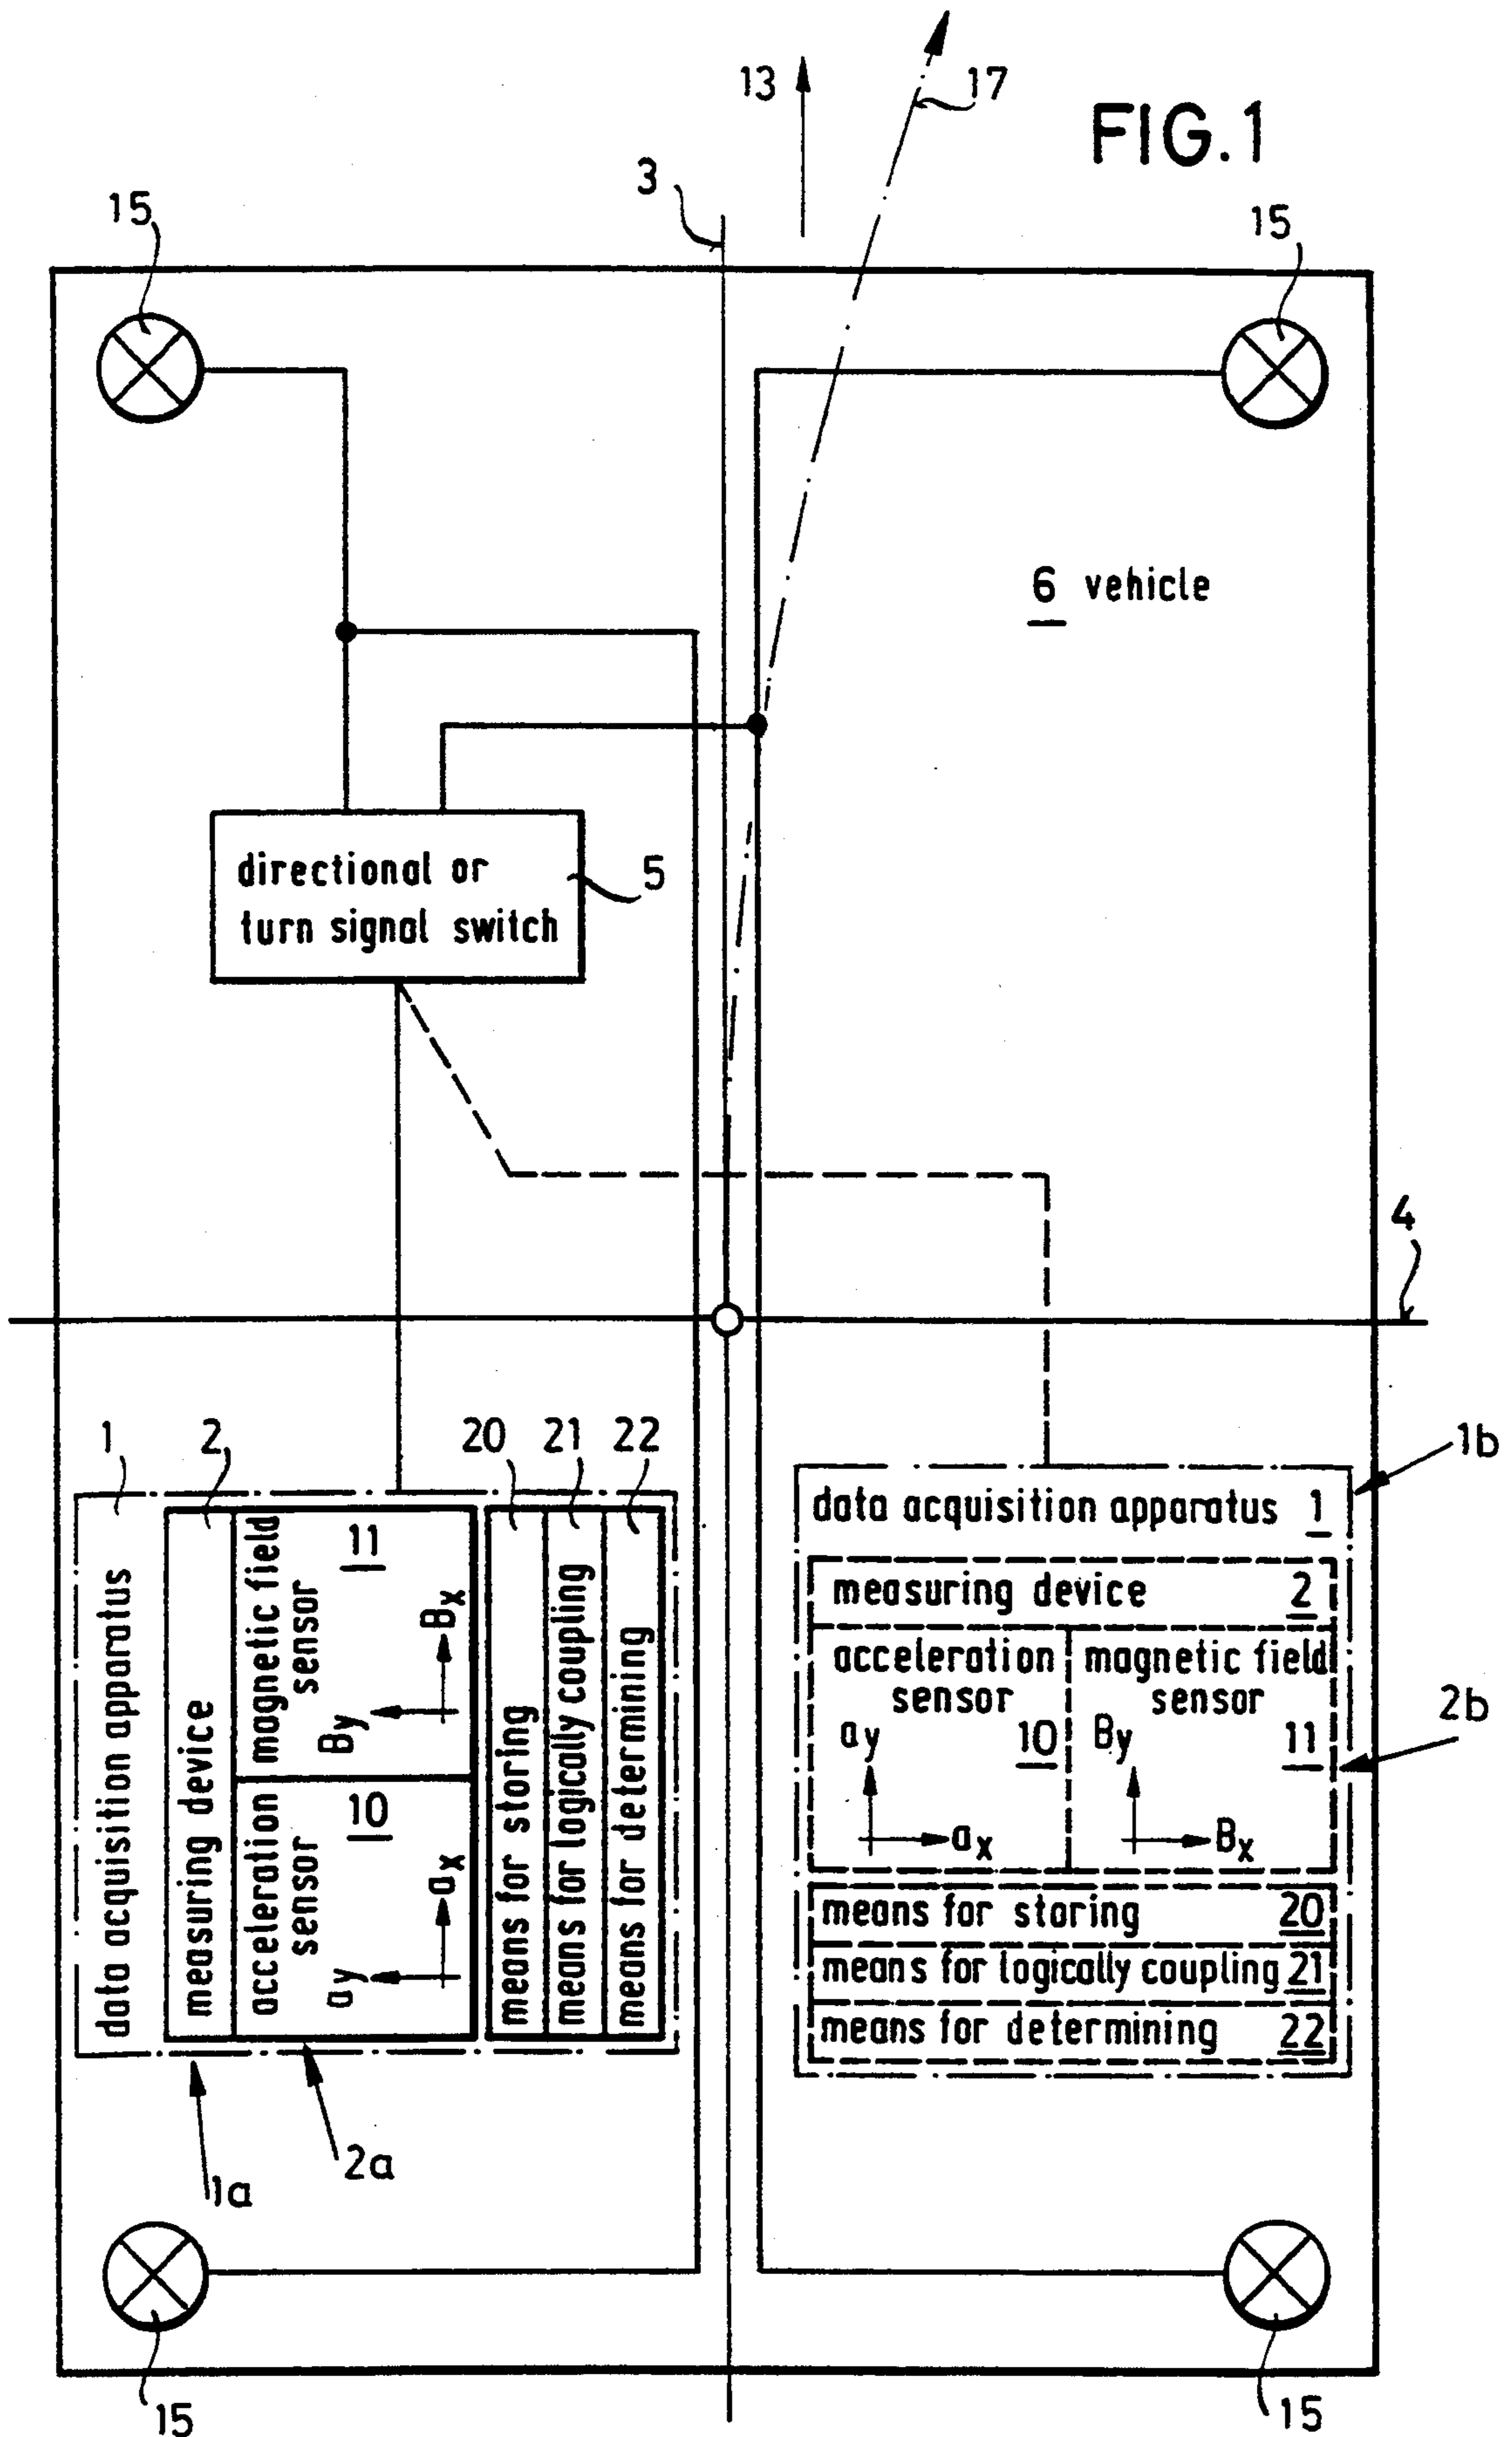 FIG.1
13
17
3
15
15
6 vehicle
directional or
turn signal switch
5
4
1
2
20
21
22
data acquisition apparatus
measuring device
magnetic field
sensor
11
By
Bx
acceleration
sensor
10
ay
ax
means for storing
means for logically coupling
means for determining
1a
2a
1b
data acquisition apparatus 1
measuring device 2
acceleration
sensor
10
ay
ax
magnetic field
sensor
11
By
Bx
2b
means for storing 20
means for logically coupling 21
means for determining 22
15
15